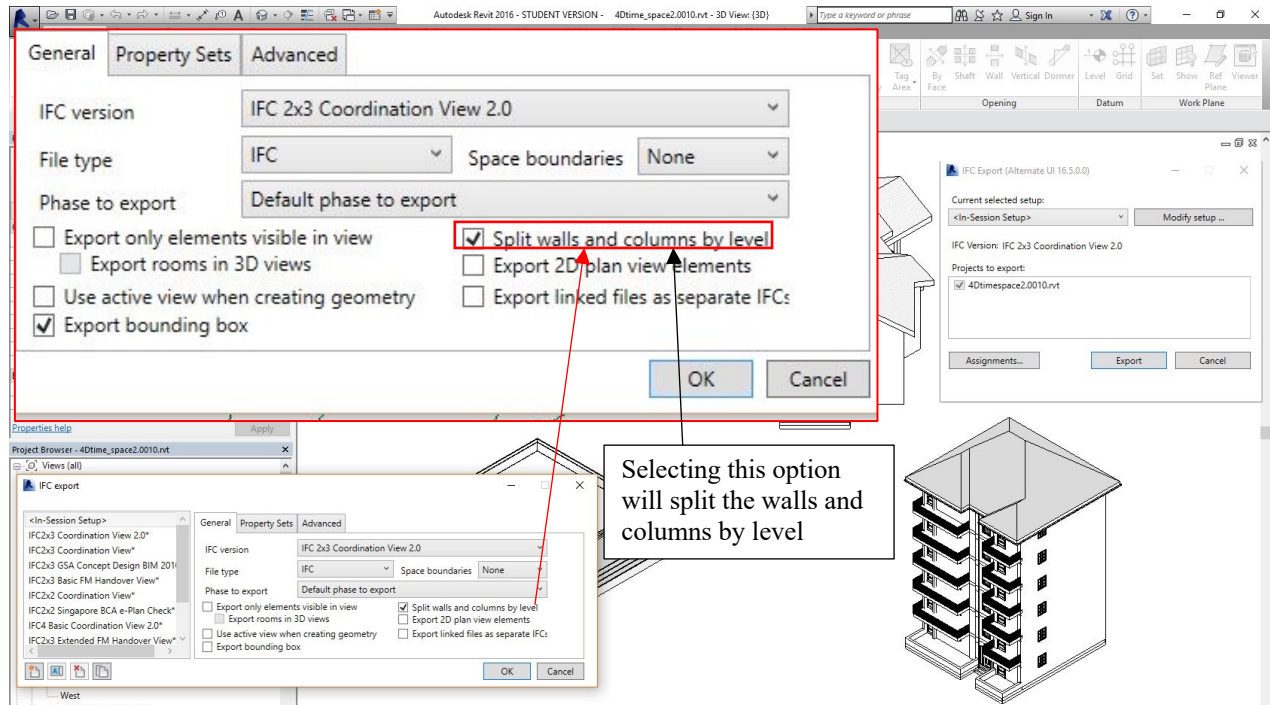 Autodesk Revit 2016 - STUDENT VERSION - 4Dtime_space2.0010.rvt - 3D View: {3D}
Type a keyword or phrase
Sign In
General Property Sets Advanced
IFC version IFC 2x3 Coordination View 2.0
File type IFC Space boundaries None
Phase to export Default phase to export
Export only elements visible in view Split walls and columns by level
Export rooms in 3D views Export 2D plan view elements
Use active view when creating geometry Export linked files as separate IFCs
Export bounding box
OK Cancel
Tag Area By Face Shaft Wall Vertical Dormer Level Grid Set Show Ref Plane Viewer
Opening Datum Work Plane
IFC Export (Alternate UI 16.5.0.0)
Current selected setup:
<In-Session Setup> Modify setup ...
IFC Version: IFC 2x3 Coordination View 2.0
Projects to export:
4Dtimespace2.0010.rvt
Assignments... Export Cancel
Properties help Apply
Project Browser - 4Dtime_space2.0010.rvt
Views (all)
Selecting this option
will split the walls and
columns by level
IFC export
<In-Session Setup>
IFC2x3 Coordination View 2.0*
IFC2x3 Coordination View*
IFC2x3 GSA Concept Design BIM 201
IFC2x3 Basic FM Handover View*
IFC2x2 Coordination View*
IFC2x2 Singapore BCA e-Plan Check*
IFC4 Basic Coordination View 2.0*
IFC2x3 Extended FM Handover View*
General Property Sets Advanced
IFC version IFC 2x3 Coordination View 2.0
File type IFC Space boundaries None
Phase to export Default phase to export
Export only elements visible in view Split walls and columns by level
Export rooms in 3D views Export 2D plan view elements
Use active view when creating geometry Export linked files as separate IFCs
Export bounding box
OK Cancel
West